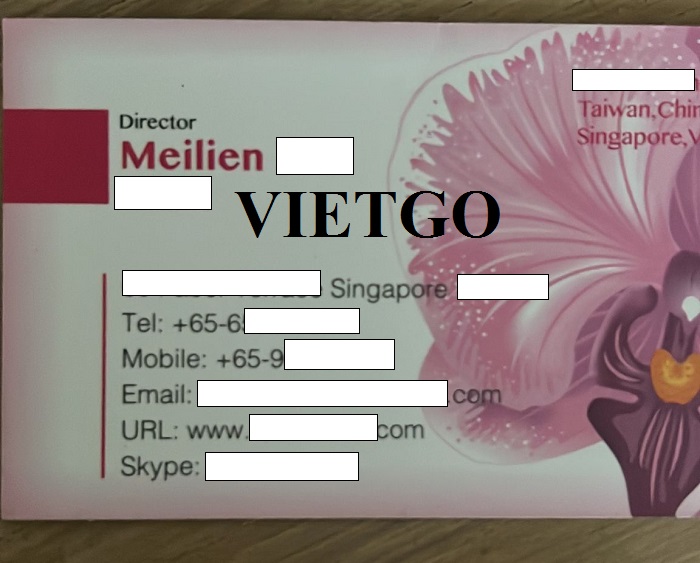 Director
Meilien
Taiwan,Chin
Singapore,V
VIETGO
Singapore
Tel: +65-6
Mobile: +65-9
Email: .com
URL: www. com
Skype: